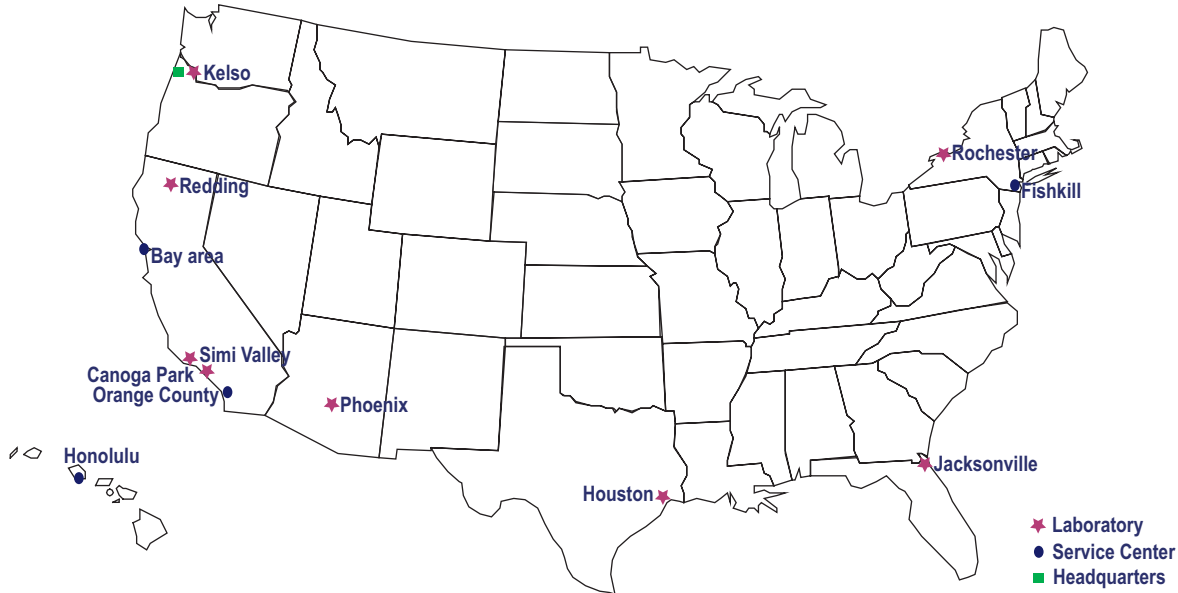 Kelso
Rochester
Redding
Fishkill
Bay area
Simi Valley
Canoga Park
Orange County
Phoenix
Honolulu
Jacksonville
Houston
Laboratory
Service Center
Headquarters